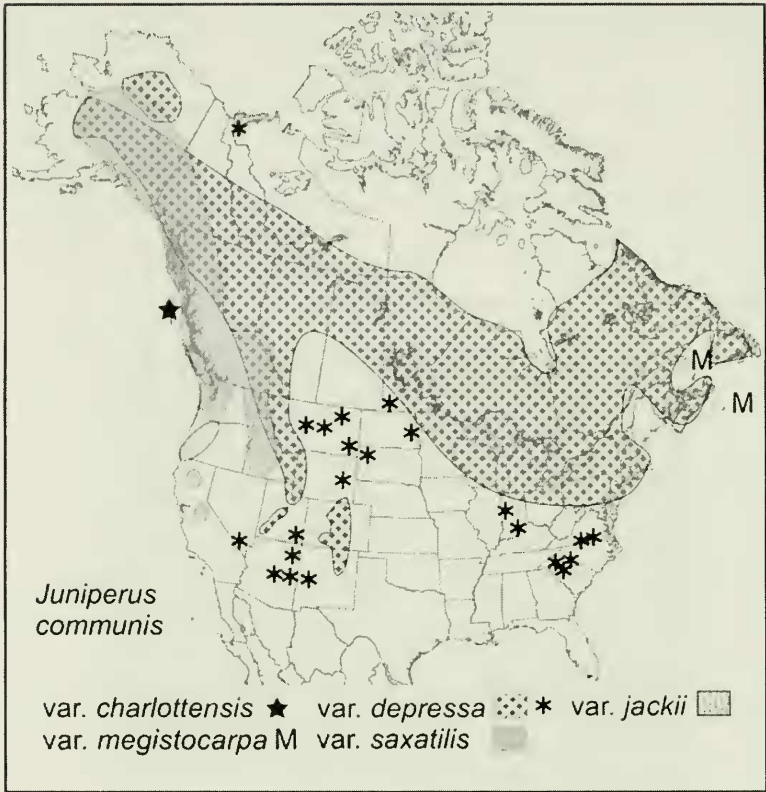 M
M
Juniperus
communis
var. charlottensis ★ var. depressa * var. jackii
var. megistocarpa M var. saxatilis